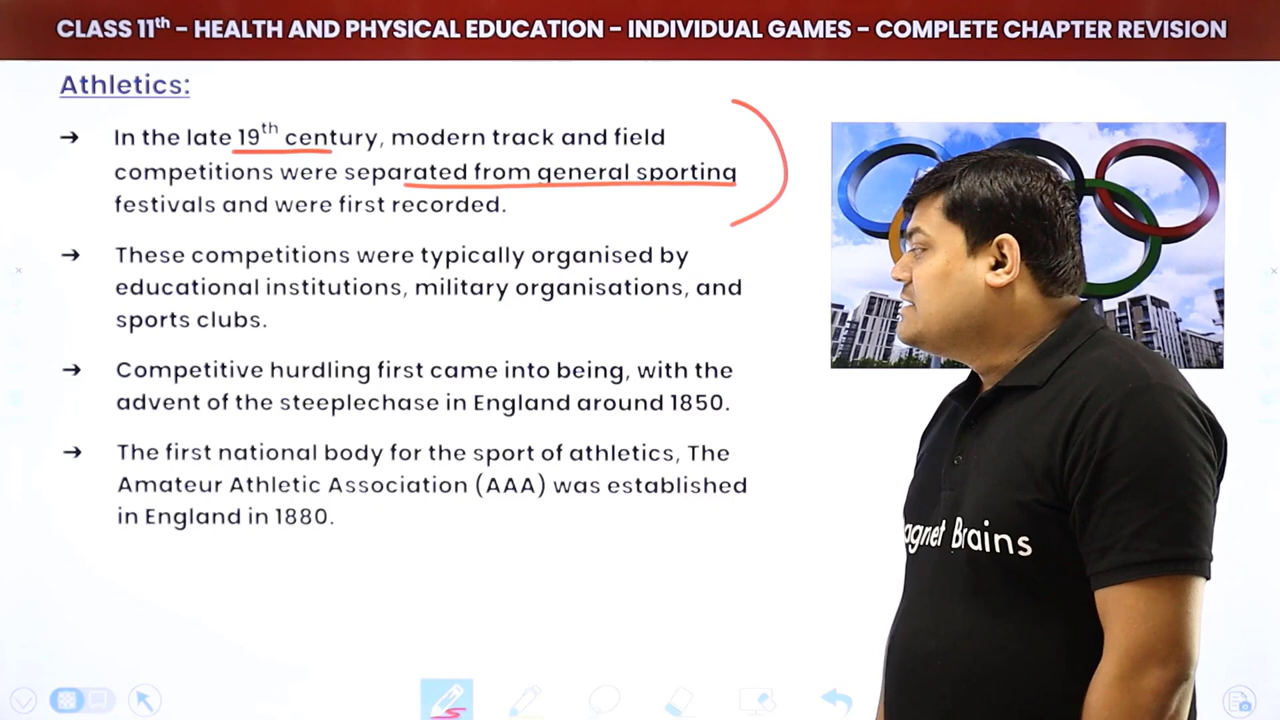 CLASS 11th - HEALTH AND PHYSICAL EDUCATION - INDIVIDUAL GAMES - COMPLETE CHAPTER REVISION
Athletics:
→ In the late 19th century, modern track and field
competitions were separated from general sporting
festivals and were first recorded.
→ These competitions were typically organised by
educational institutions, military organisations, and
sports clubs.
→ Competitive hurdling first came into being, with the
advent of the steeplechase in England around 1850.
→ The first national body for the sport of athletics, The
Amateur Athletic Association (AAA) was established
in England in 1880.
agnet Brains